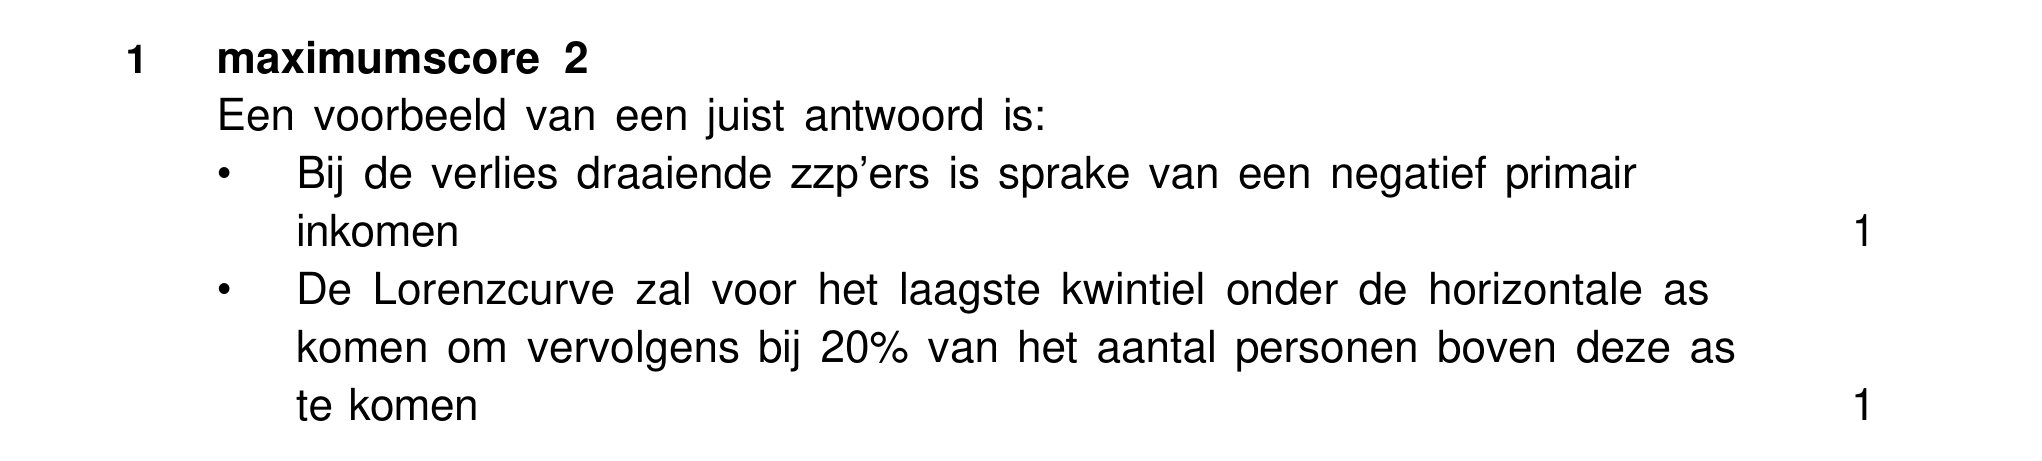 1 maximumscore 2
Een voorbeeld van een juist antwoord is:
• Bij de verlies draaiende zzp’ers is sprake van een negatief primair
inkomen 1
• De Lorenzcurve zal voor het laagste kwintiel onder de horizontale as
komen om vervolgens bij 20% van het aantal personen boven deze as
te komen 1